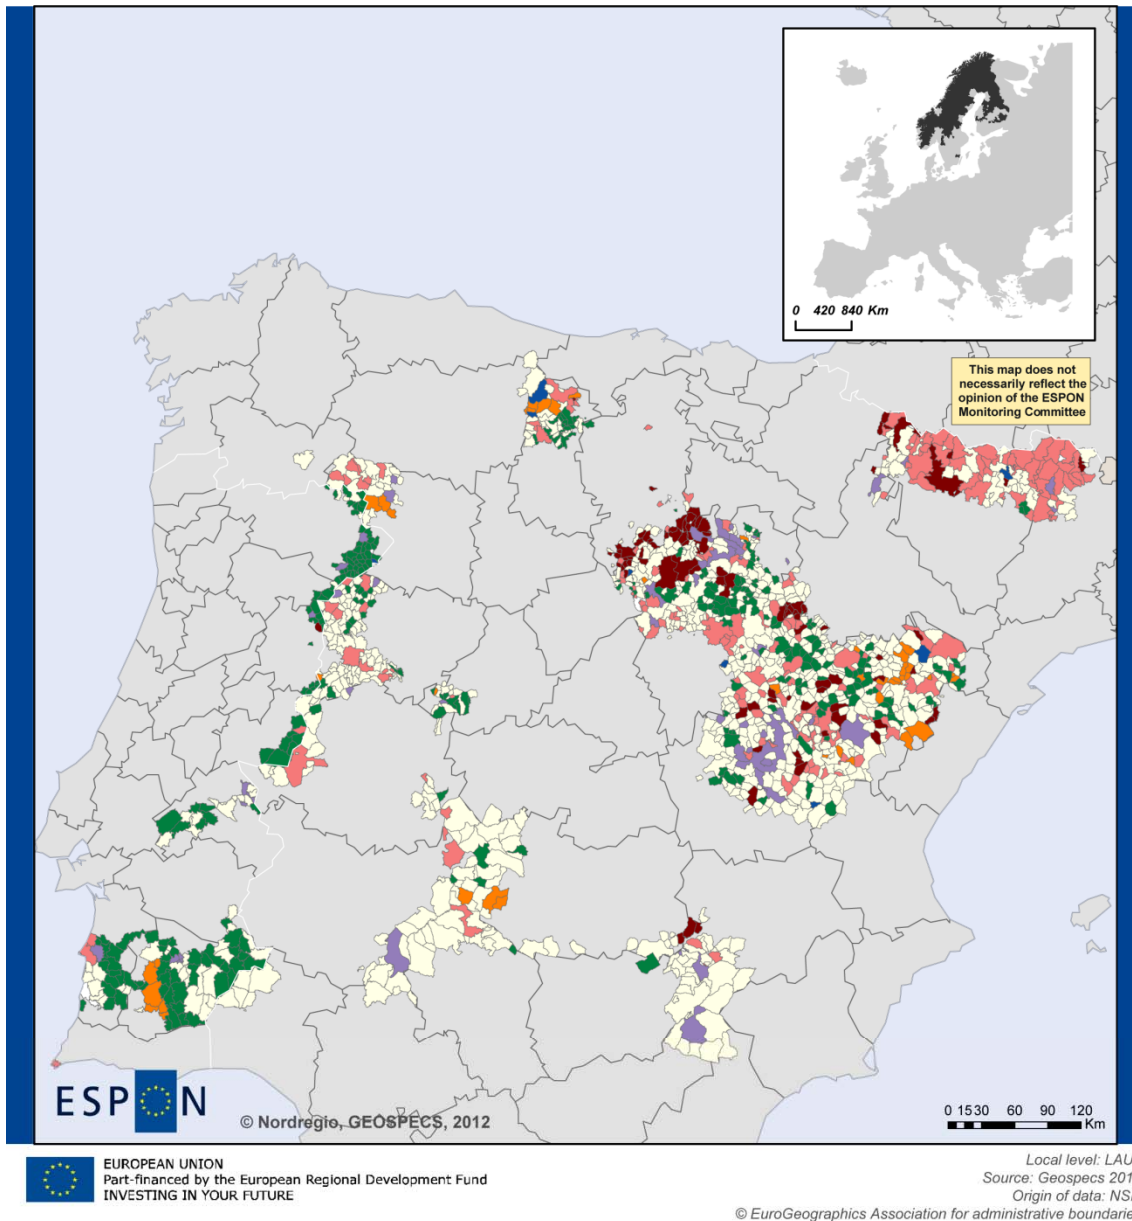 0 420 840 Km
This map does not
necessarily reflect the
opinion of the ESPON
Monitoring Committee
ESPON
© Nordregio, GEOSPECS, 2012
0 15 30 60 90 120
Km
EUROPEAN UNION
Part-financed by the European Regional Development Fund
INVESTING IN YOUR FUTURE
Local level: LAU
Source: Geospecs 201
Origin of data: NS
© EuroGeographics Association for administrative boundarie